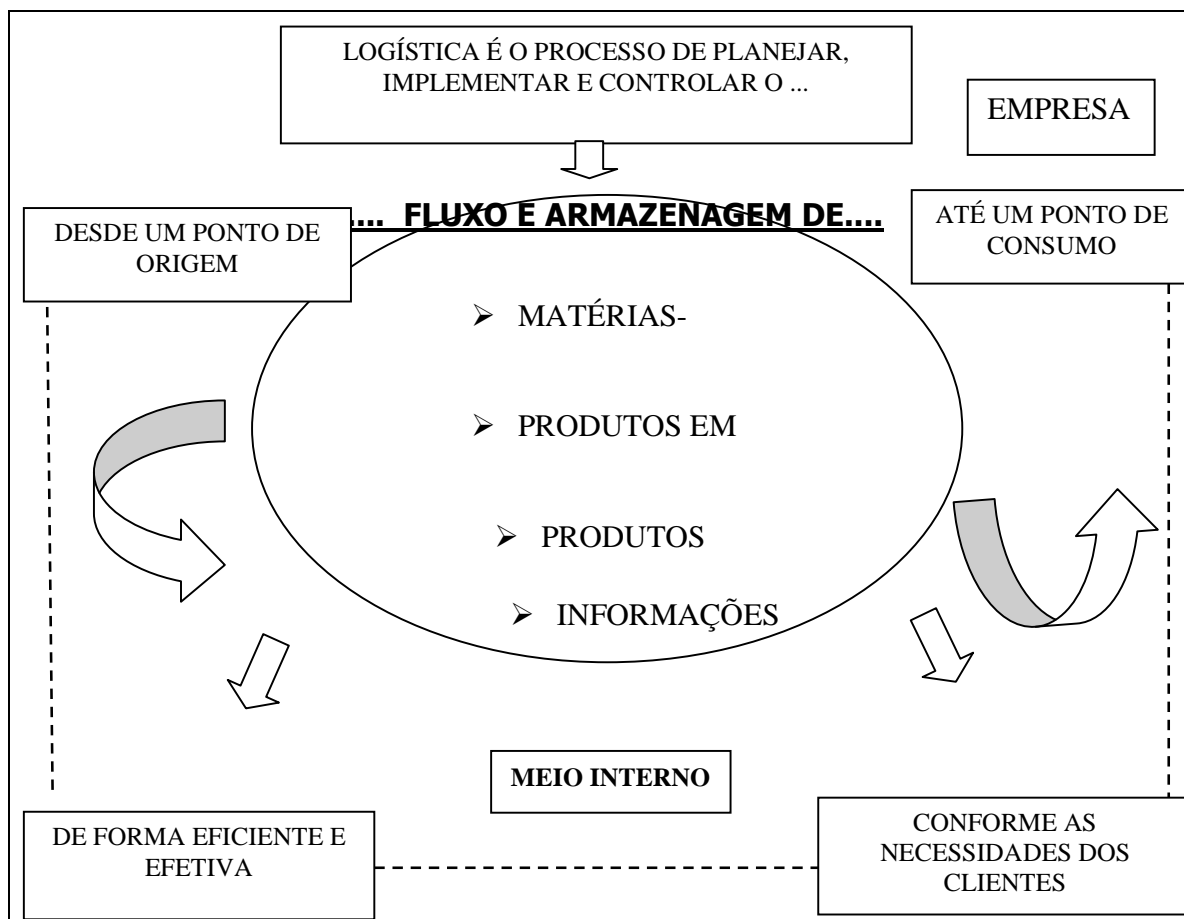 LOGÍSTICA É O PROCESSO DE PLANEJAR,
IMPLEMENTAR E CONTROLAR O ...
EMPRESA
.... FLUXO E ARMAZENAGEM DE....
DESDE UM PONTO DE
ORIGEM
ATÉ UM PONTO DE
CONSUMO
MATÉRIAS-
PRODUTOS EM
PRODUTOS
INFORMAÇÕES
MEIO INTERNO
DE FORMA EFICIENTE E
EFETIVA
CONFORME AS
NECESSIDADES DOS
CLIENTES